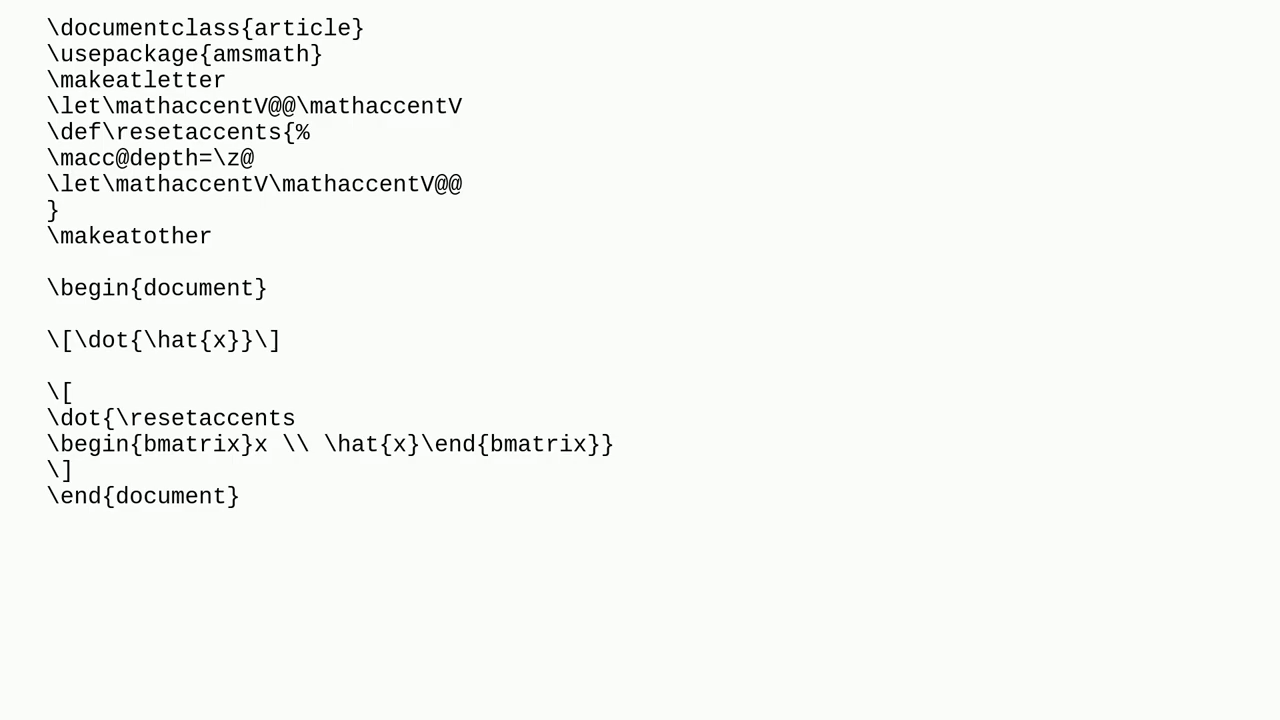 \documentclass{article}
\usepackage{amsmath}
\makeatletter
\let\mathaccentV@@\mathaccentV
\def\resetaccents{%
\macc@depth=\z@
\let\mathaccentV\mathaccentV@@
}
\makeatother
\begin{document}
\[\dot{\hat{x}}\]
\[
\dot{\resetaccents
\begin{bmatrix}x \\ \hat{x}\end{bmatrix}}
\]
\end{document}